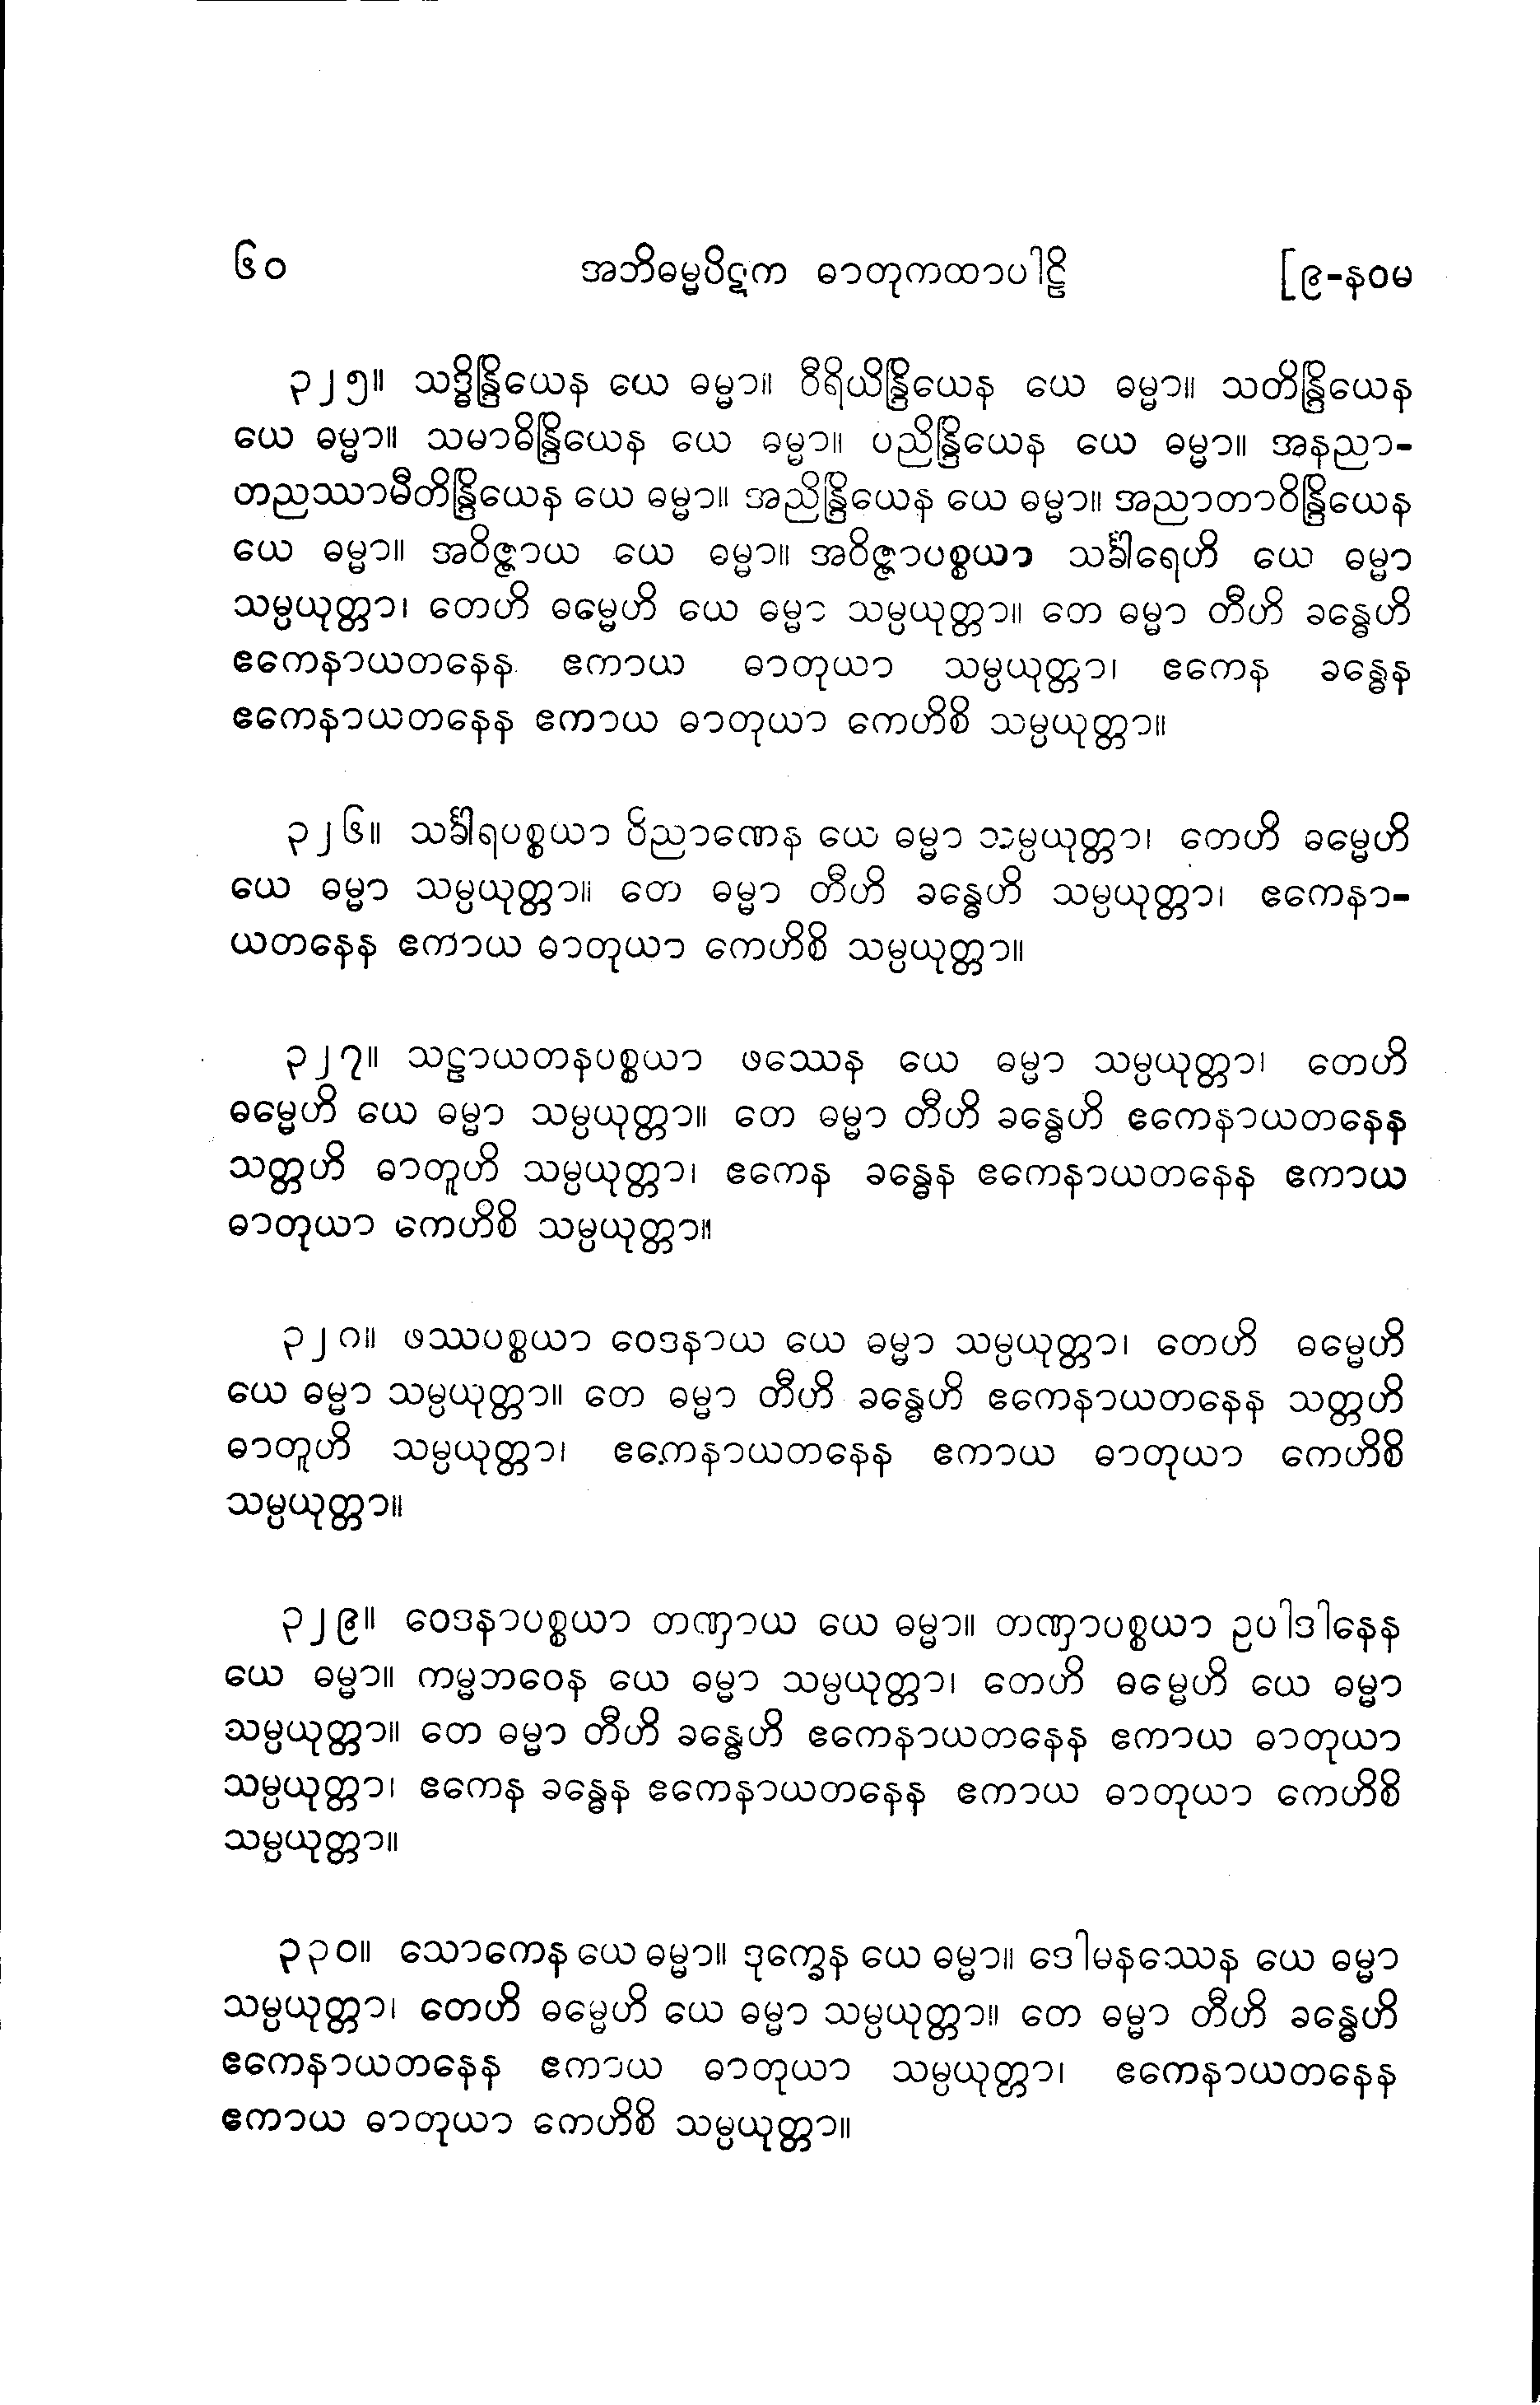 ၆၀ အဘိဓမ္မပိဋက ဓာတုကထာပါဠိ [၉-နဝမ
၃၂၅။ သဒ္ဓိန္ဒြိယေန ယေ ဓမ္မာ။ ဝီရိယိန္ဒြိယေန ယေ ဓမ္မာ။ သတိန္ဒြိယေန
ယေ ဓမ္မာ။ သမာဓိန္ဒြိယေန ယေ ဓမ္မာ။ ပညိန္ဒြိယေန ယေ ဓမ္မာ။ အနညာ-
တညဿာမီတိန္ဒြိယေန ယေ ဓမ္မာ။ အညိန္ဒြိယေန ယေ ဓမ္မာ။ အညာတာဝိန္ဒြိယေန
ယေ ဓမ္မာ။ အဝိဇ္ဇာယ ယေ ဓမ္မာ။ အဝိဇ္ဇာပစ္စယာ သင်္ခါရေဟိ ယေ ဓမ္မာ
သမ္ပယုတ္တာ၊ တေဟိ ဓမ္မေဟိ ယေ ဓမ္မာ သမ္ပယုတ္တာ။ တေ ဓမ္မာ တီဟိ ခန္ဓေဟိ
ဧကေနာယတနေန ဧကာယ ဓာတုယာ သမ္ပယုတ္တာ၊ ဧကေန ခန္ဓေန
ဧကေနာယတနေန ဧကာယ ဓာတုယာ ကေဟိစိ သမ္ပယုတ္တာ။
၃၂၆။ သင်္ခါရပစ္စယာ ဝိညာဏေန ယေ ဓမ္မာ သမ္ပယုတ္တာ၊ တေဟိ ဓမ္မေဟိ
ယေ ဓမ္မာ သမ္ပယုတ္တာ။ တေ ဓမ္မာ တီဟိ ခန္ဓေဟိ သမ္ပယုတ္တာ၊ ဧကေနာ-
ယတနေန ဧကာယ ဓာတုယာ ကေဟိစိ သမ္ပယုတ္တာ။
၃၂၇။ သဠာယတနပစ္စယာ ဖဿေန ယေ ဓမ္မာ သမ္ပယုတ္တာ၊ တေဟိ
ဓမ္မေဟိ ယေ ဓမ္မာ သမ္ပယုတ္တာ။ တေ ဓမ္မာ တီဟိ ခန္ဓေဟိ ဧကေနာယတနေန
သတ္တဟိ ဓာတူဟိ သမ္ပယုတ္တာ၊ ဧကေန ခန္ဓေန ဧကေနာယတနေန ဧကာယ
ဓာတုယာ ကေဟိစိ သမ္ပယုတ္တာ။
၃၂၈။ ဖဿပစ္စယာ ဝေဒနာယ ယေ ဓမ္မာ သမ္ပယုတ္တာ၊ တေဟိ ဓမ္မေဟိ
ယေ ဓမ္မာ သမ္ပယုတ္တာ။ တေ ဓမ္မာ တီဟိ ခန္ဓေဟိ ဧကေနာယတနေန သတ္တဟိ
ဓာတူဟိ သမ္ပယုတ္တာ၊ ဧကေနာယတနေန ဧကာယ ဓာတုယာ ကေဟိစိ
သမ္ပယုတ္တာ။
၃၂၉။ ဝေဒနာပစ္စယာ တဏှာယ ယေ ဓမ္မာ။ တဏှာပစ္စယာ ဥပါဒါနေန
ယေ ဓမ္မာ။ ကမ္မဘဝေန ယေ ဓမ္မာ သမ္ပယုတ္တာ၊ တေဟိ ဓမ္မေဟိ ယေ ဓမ္မာ
သမ္ပယုတ္တာ။ တေ ဓမ္မာ တီဟိ ခန္ဓေဟိ ဧကေနာယတနေန ဧကာယ ဓာတုယာ
သမ္ပယုတ္တာ၊ ဧကေန ခန္ဓေန ဧကေနာယတနေန ဧကာယ ဓာတုယာ ကေဟိစိ
သမ္ပယုတ္တာ။
၃၃၀။ သောကေန ယေ ဓမ္မာ။ ဒုက္ခေန ယေ ဓမ္မာ။ ဒေါမနဿေန ယေ ဓမ္မာ
သမ္ပယုတ္တာ၊ တေဟိ ဓမ္မေဟိ ယေ ဓမ္မာ သမ္ပယုတ္တာ။ တေ ဓမ္မာ တီဟိ ခန္ဓေဟိ
ဧကေနာယတနေန ဧကာယ ဓာတုယာ သမ္ပယုတ္တာ၊ ဧကေနာယတနေန
ဧကာယ ဓာတုယာ ကေဟိစိ သမ္ပယုတ္တာ။